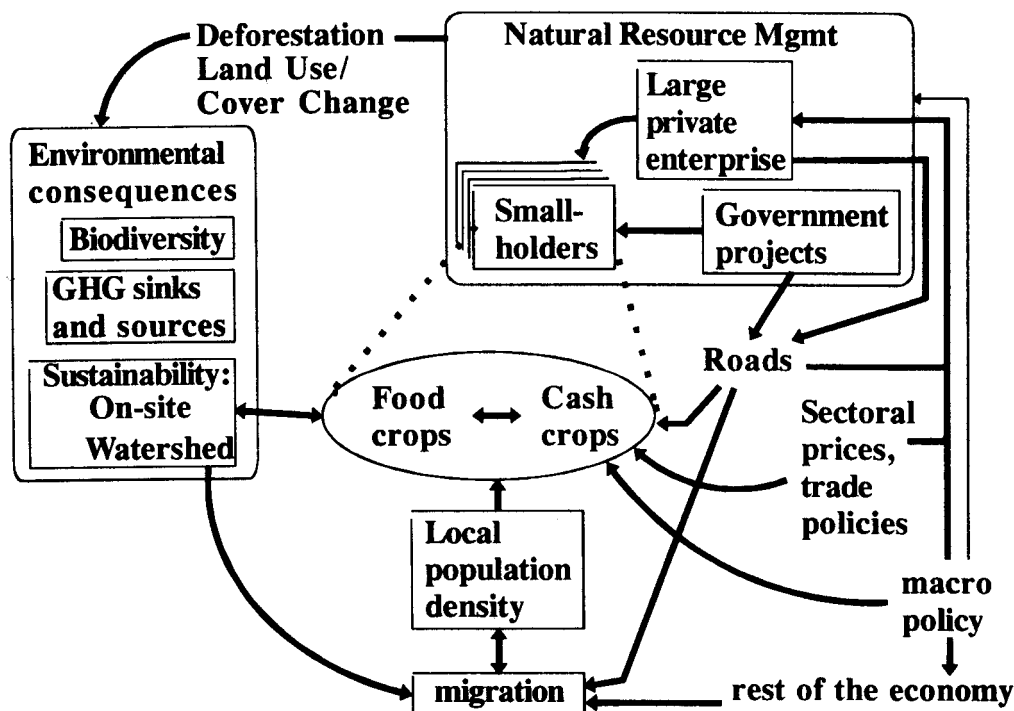 Deforestation
Land Use/
Cover Change
Natural Resource Mgmt
Large
private
enterprise
Small-
holders
Government
projects
Environmental
consequences
Biodiversity
GHG sinks
and sources
Sustainability:
On-site
Watershed
Food
crops
Cash
crops
Roads
Sectoral
prices,
trade
policies
Local
population
density
macro
policy
migration
rest of the economy